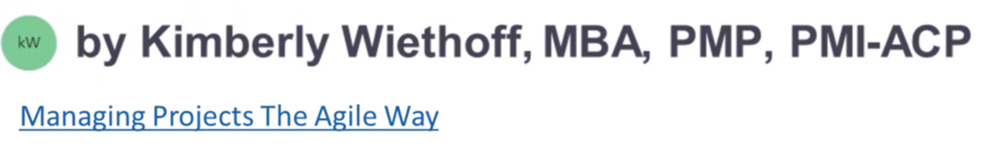 kW by Kimberly Wiethoff, MBA, PMP, PMI-ACP
Managing Projects The Agile Way